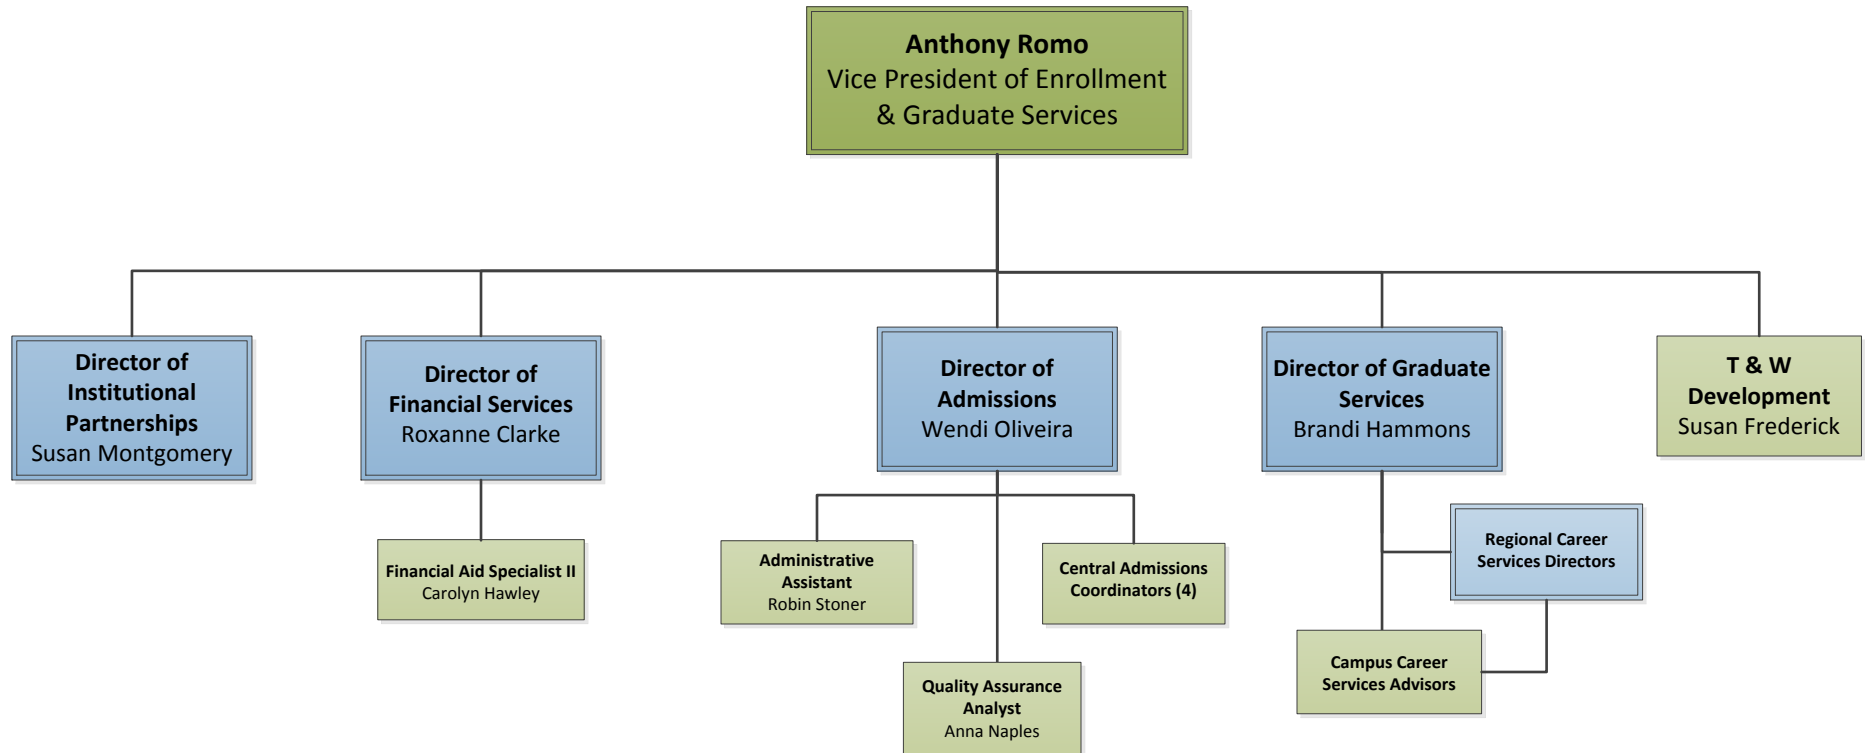 Anthony Romo
Vice President of Enrollment
& Graduate Services
Director of
Institutional
Partnerships
Susan Montgomery
Director of
Financial Services
Roxanne Clarke
Director of
Admissions
Wendi Oliveira
Director of Graduate
Services
Brandi Hammons
T & W
Development
Susan Frederick
Financial Aid Specialist II
Carolyn Hawley
Administrative
Assistant
Robin Stoner
Central Admissions
Coordinators (4)
Regional Career
Services Directors
Quality Assurance
Analyst
Anna Naples
Campus Career
Services Advisors